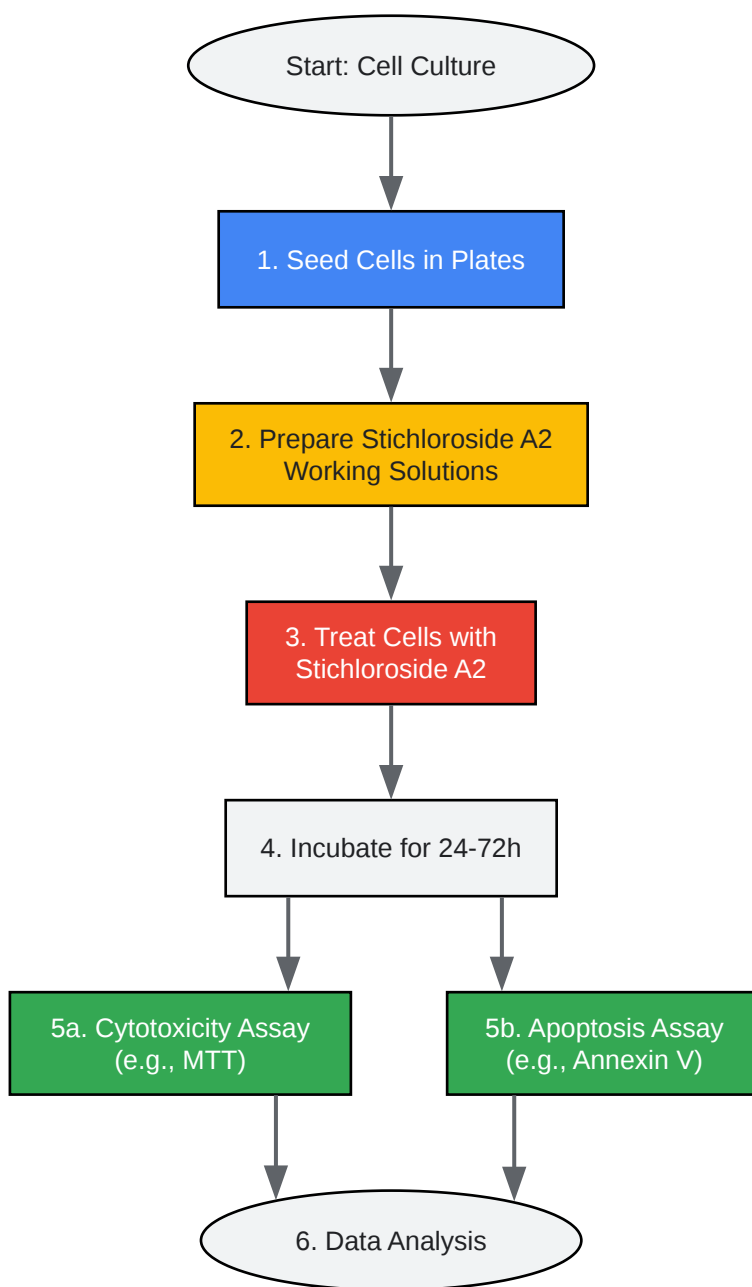 Start: Cell Culture
1. Seed Cells in Plates
2. Prepare Stichloroside A2
Working Solutions
3. Treat Cells with
Stichloroside A2
4. Incubate for 24-72h
5a. Cytotoxicity Assay
(e.g., MTT)
5b. Apoptosis Assay
(e.g., Annexin V)
6. Data Analysis